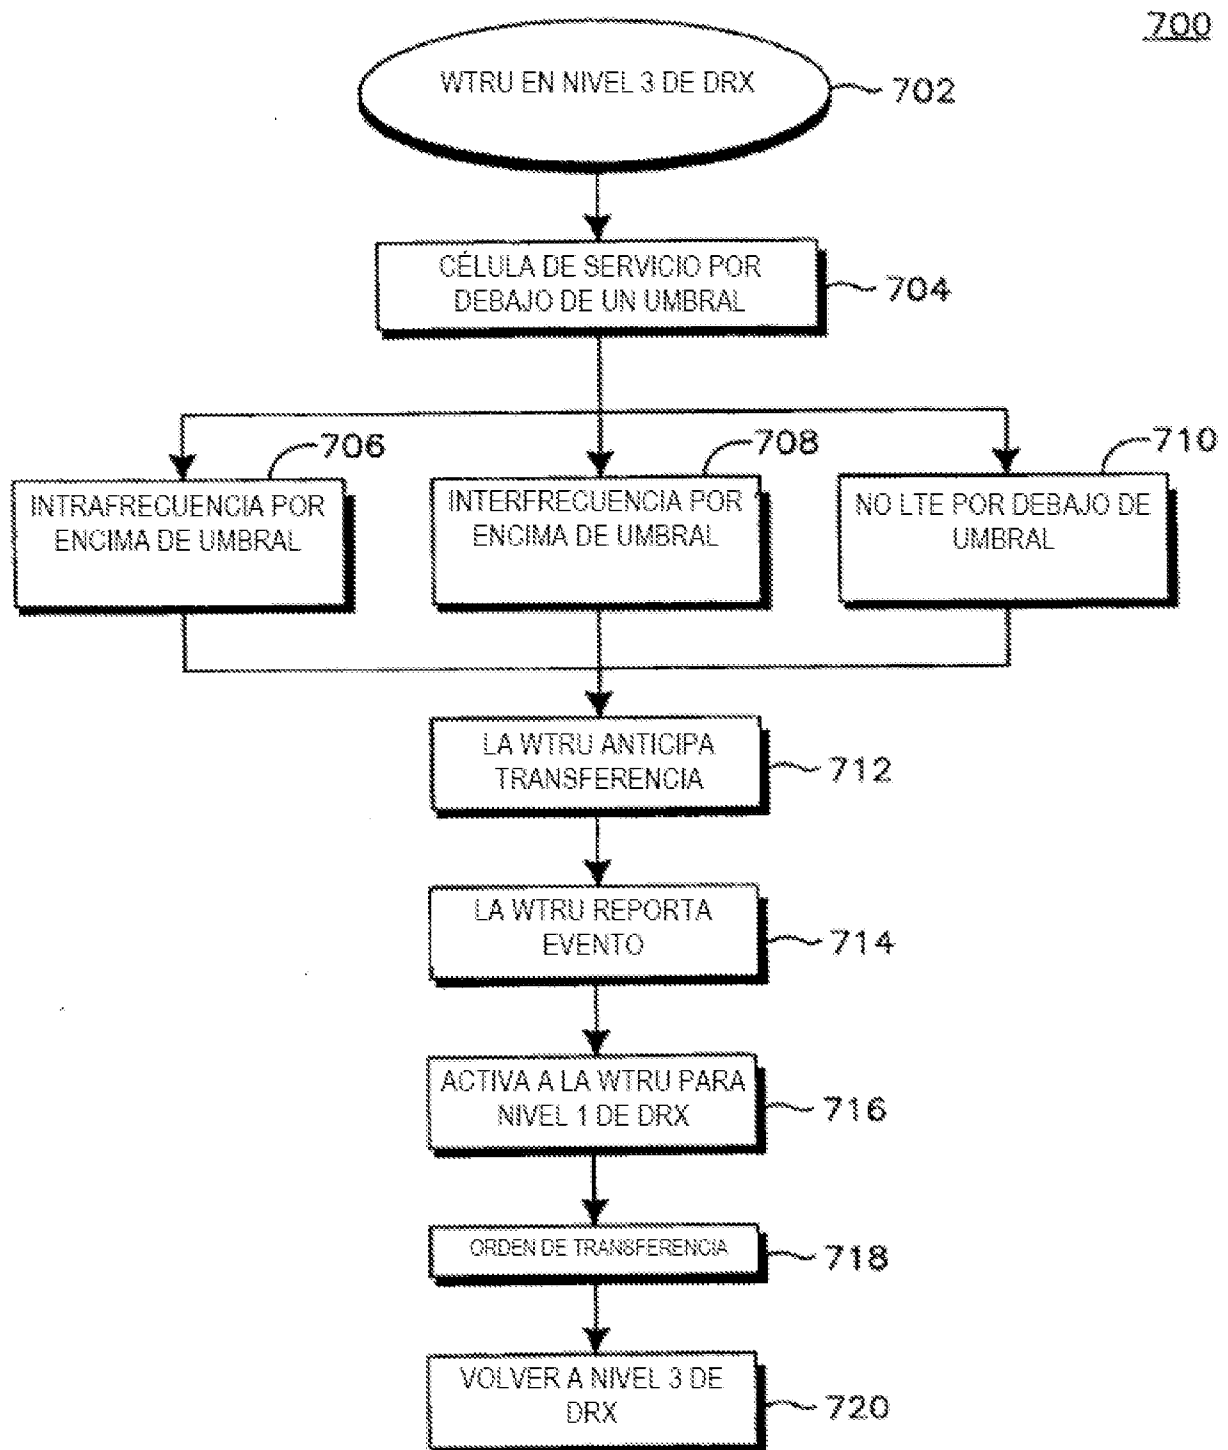 700
WTRU EN NIVEL 3 DE DRX
702
CÉLULA DE SERVICIO POR
DEBAJO DE UN UMBRAL
704
706
INTRAFRECUENCIA POR
ENCIMA DE UMBRAL
708
INTERFRECUENCIA POR
ENCIMA DE UMBRAL
710
NO LTE POR DEBAJO DE
UMBRAL
LA WTRU ANTICIPA
TRANSFERENCIA
712
LA WTRU REPORTA
EVENTO
714
ACTIVA A LA WTRU PARA
NIVEL 1 DE DRX
716
ORDEN DE TRANSFERENCIA
718
VOLVER A NIVEL 3 DE
DRX
720